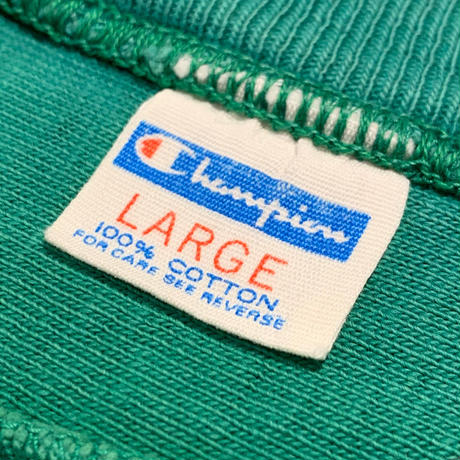 Champion
LARGE
100% COTTON
FOR CARE SEE REVERSE